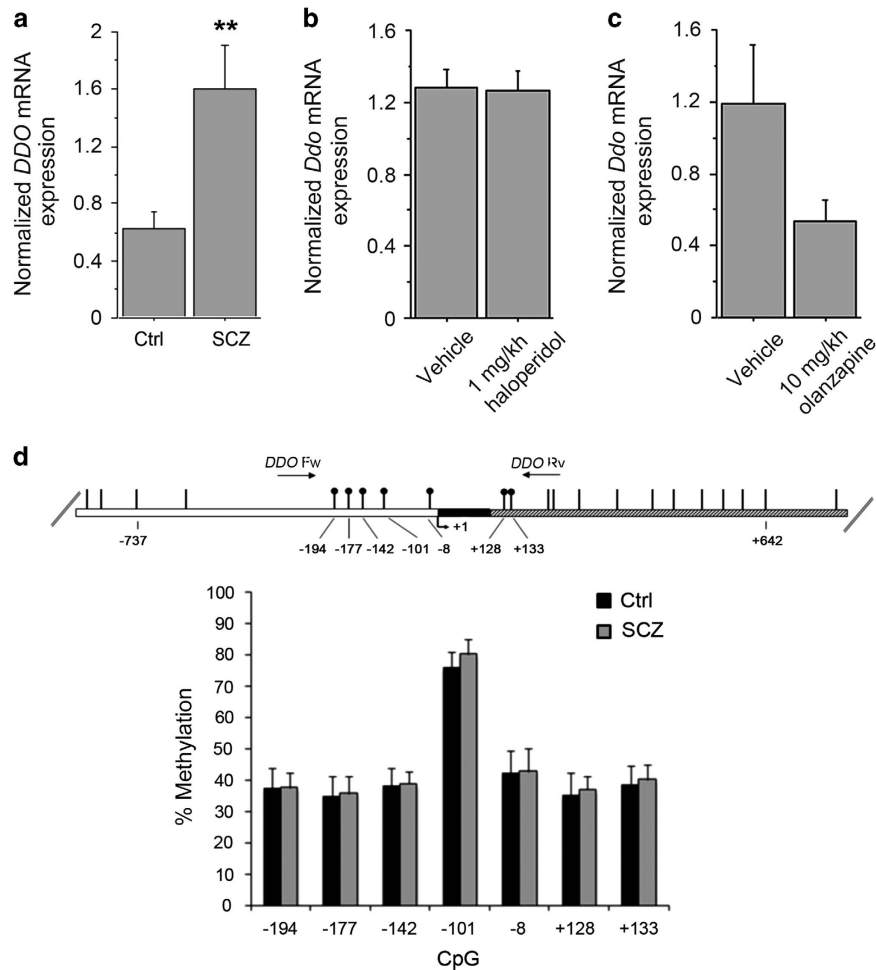 a
Normalized DDO mRNA
expression
2
1.6
1.2
0.8
0.4
0
**
Ctrl
SCZ
b
Normalized Ddo mRNA
expression
1.6
1.2
0.8
0.4
0
Vehicle
1 mg/kh
haloperidol
c
Normalized Ddo mRNA
expression
1.6
1.2
0.8
0.4
0
Vehicle
10 mg/kh
olanzapine
d
DDO Fw
DDO Rv
+1
-737
-194
-177
-142
-101
-8
+128
+133
+642
% Methylation
100
90
80
70
60
50
40
30
20
10
0
Ctrl
SCZ
-194
-177
-142
-101
-8
+128
+133
CpG